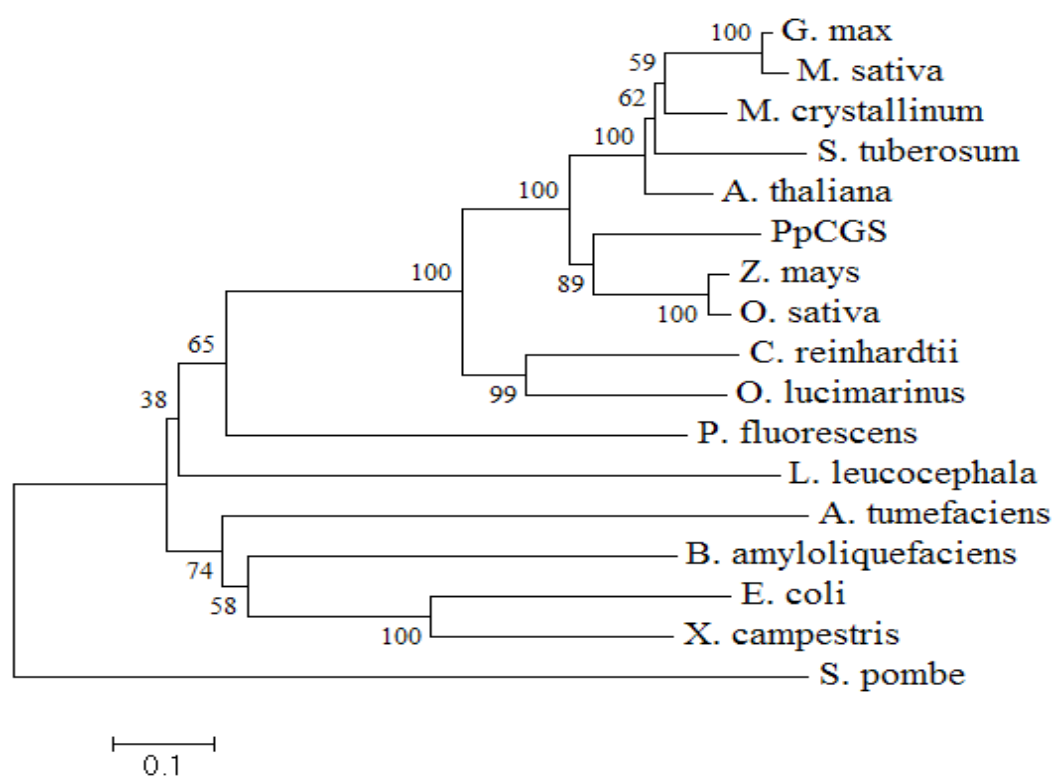 100 G. max
59 M. sativa
62 M. crystallinum
100 S. tuberosum
100 A. thaliana
PpCGS
100 89 Z. mays
100 O. sativa
65 C. reinhardtii
99 O. lucimarinus
38 P. fluorescens
L. leucocephala
A. tumefaciens
74 B. amyloliquefaciens
58 E. coli
100 X. campestris
S. pombe
0.1